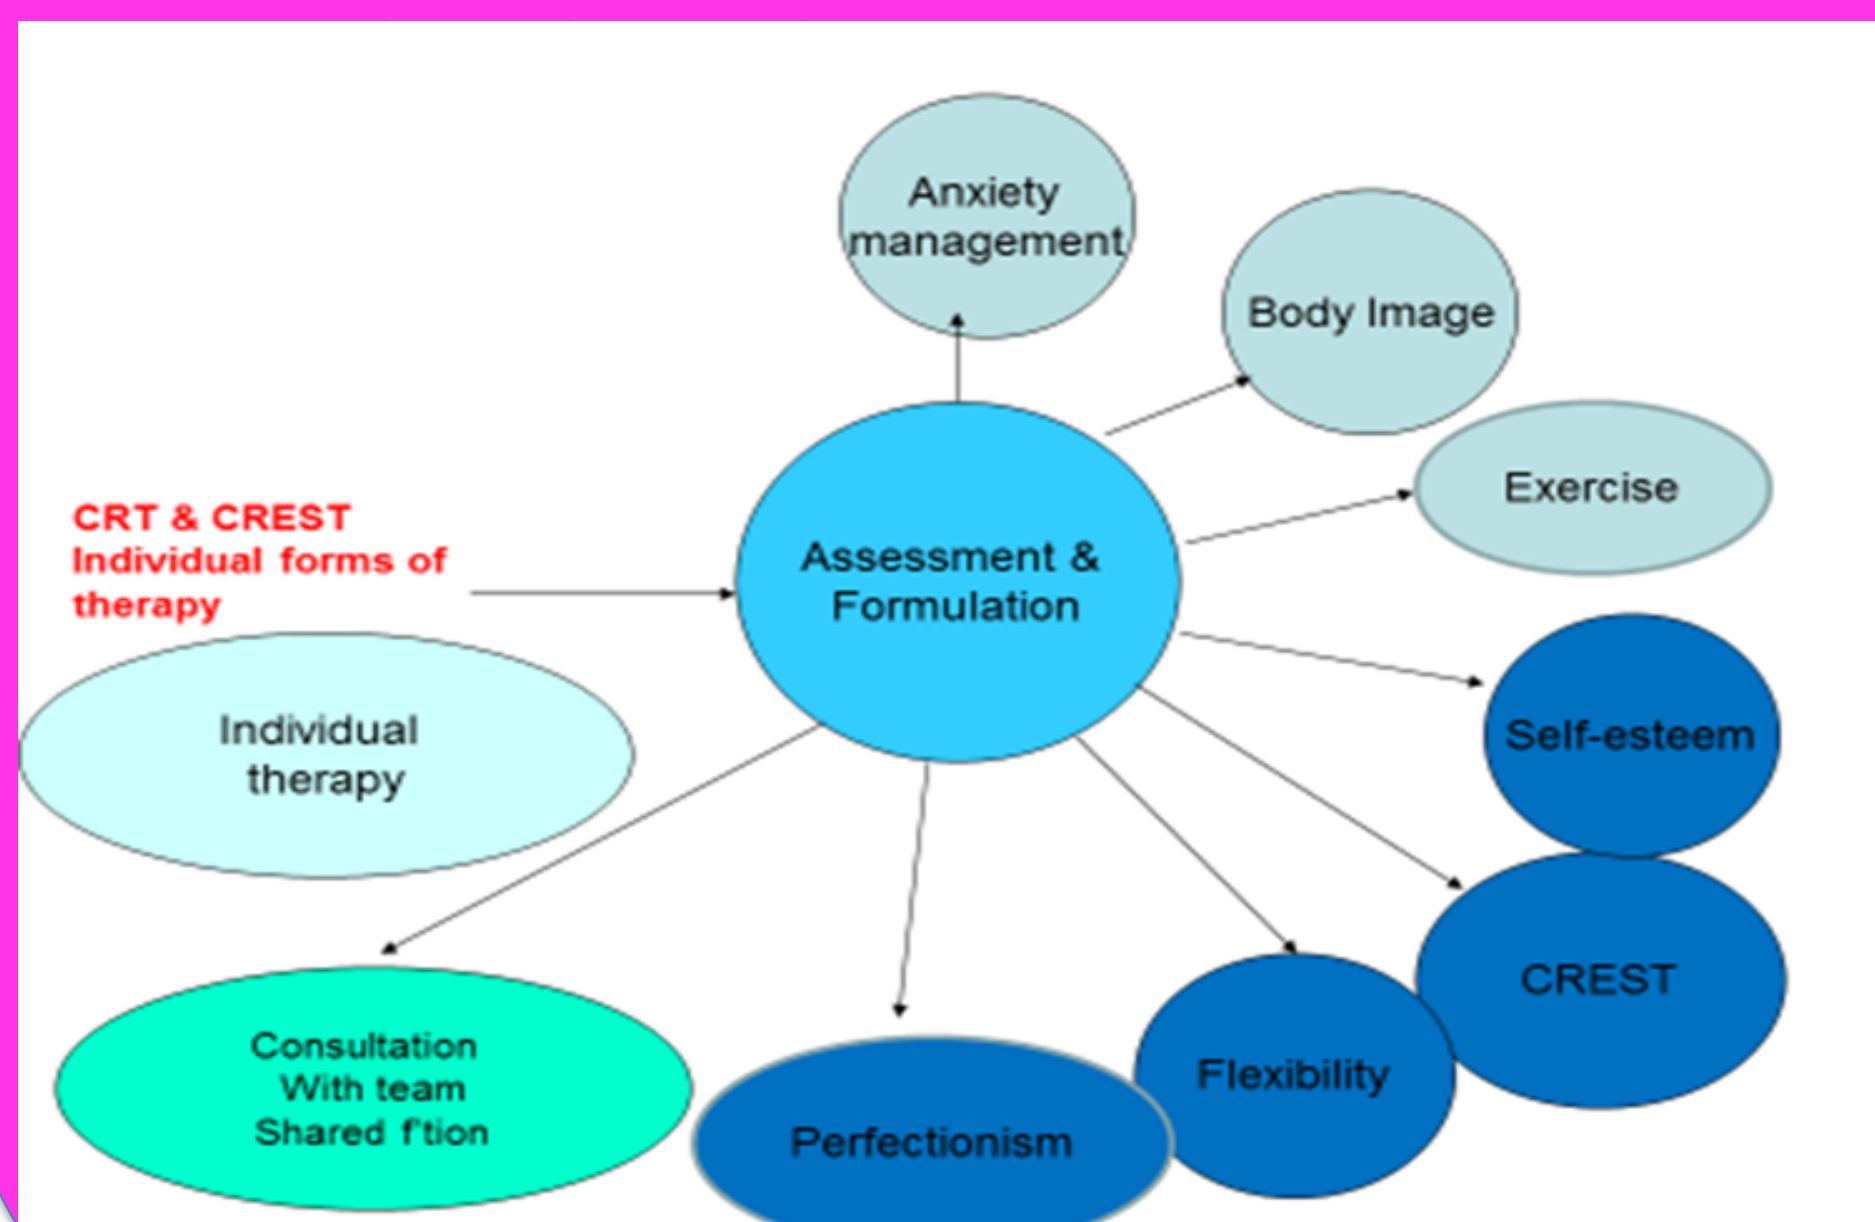 Anxiety
management
Body Image
Exercise
CRT & CREST
Individual forms of
therapy
Assessment &
Formulation
Individual
therapy
Self-esteem
CREST
Consultation
With team
Shared f'tion
Perfectionism
Flexibility